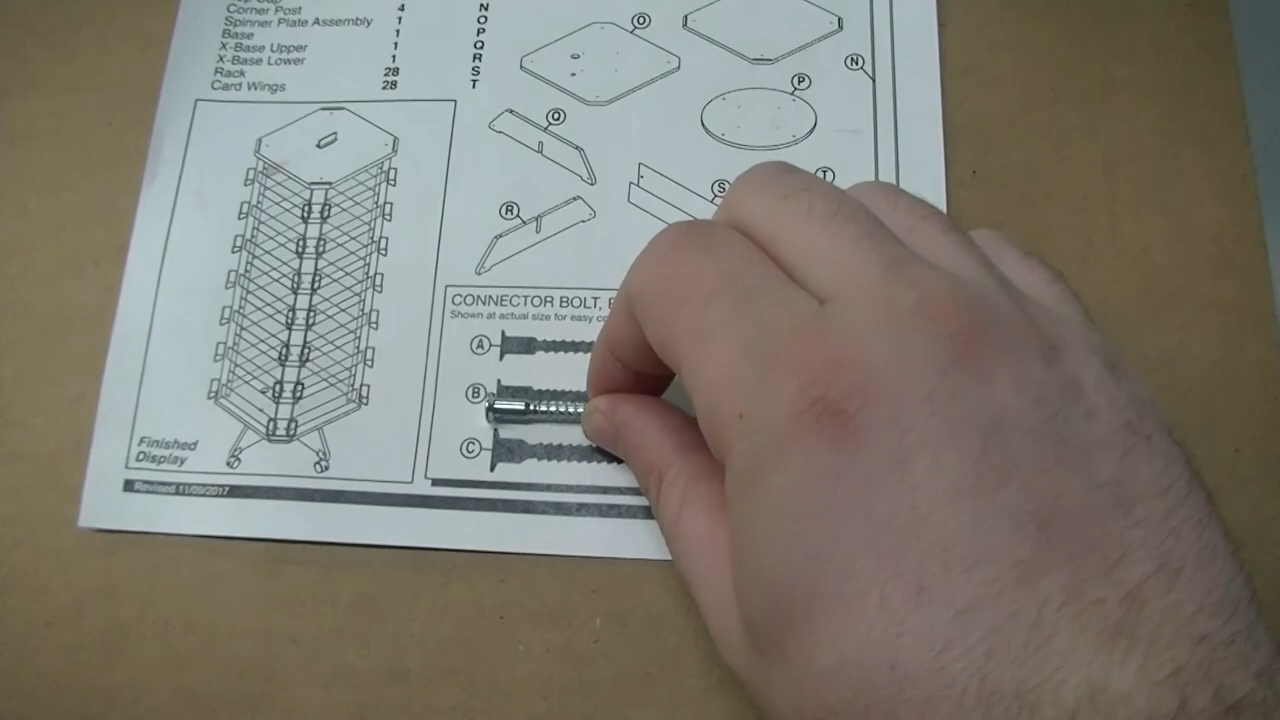 Corner Post 4 N
Spinner Plate Assembly 1 O
Base 1 P
X-Base Upper 1 Q
X-Base Lower 1 R
Rack 28 S
Card Wings 28 T
O
N
P
Q
S
T
R
CONNECTOR BOLT,
Shown at actual size for easy
A
B
C
Finished
Display
Revised 11/09/2017